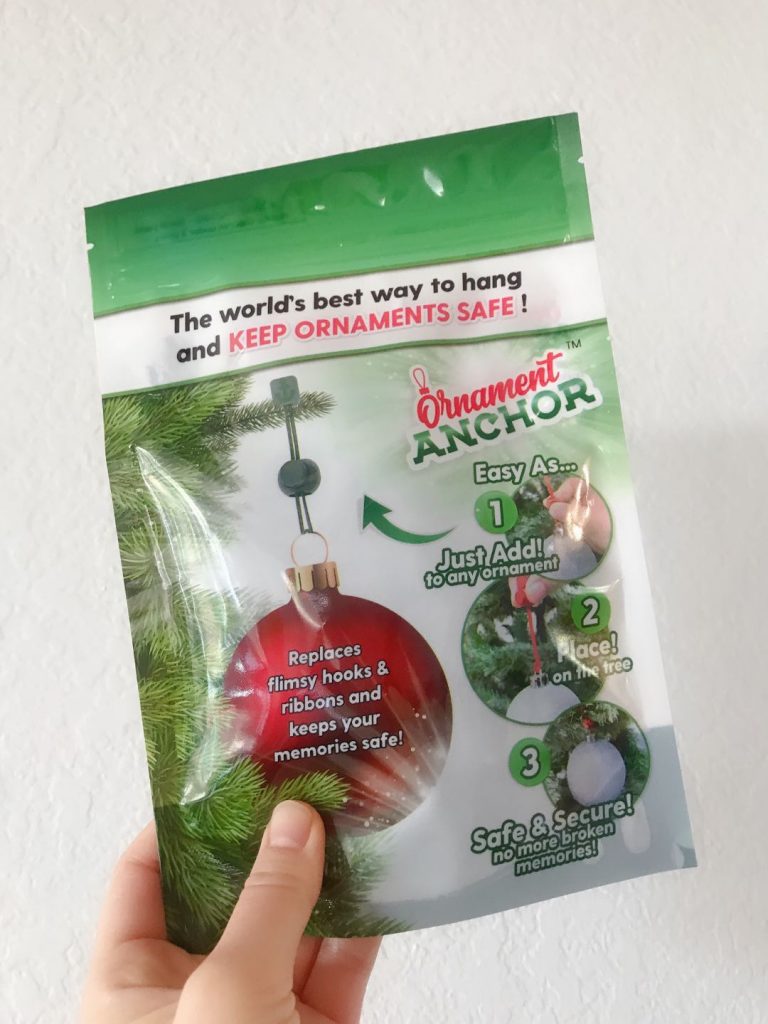 The world's best way to hang
and KEEP ORNAMENTS SAFE !
Ornament™
ANCHOR
Easy As...
1
Just Add!
to any ornament
2
Place!
on the tree
3
Safe & Secure!
no more broken
memories!
Replaces
flimsy hooks &
ribbons and
keeps your
memories safe!